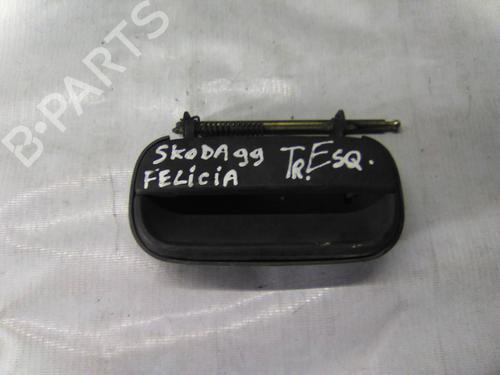 B-PARTS
SKODA 99 TR. ESQ.
FELICIA